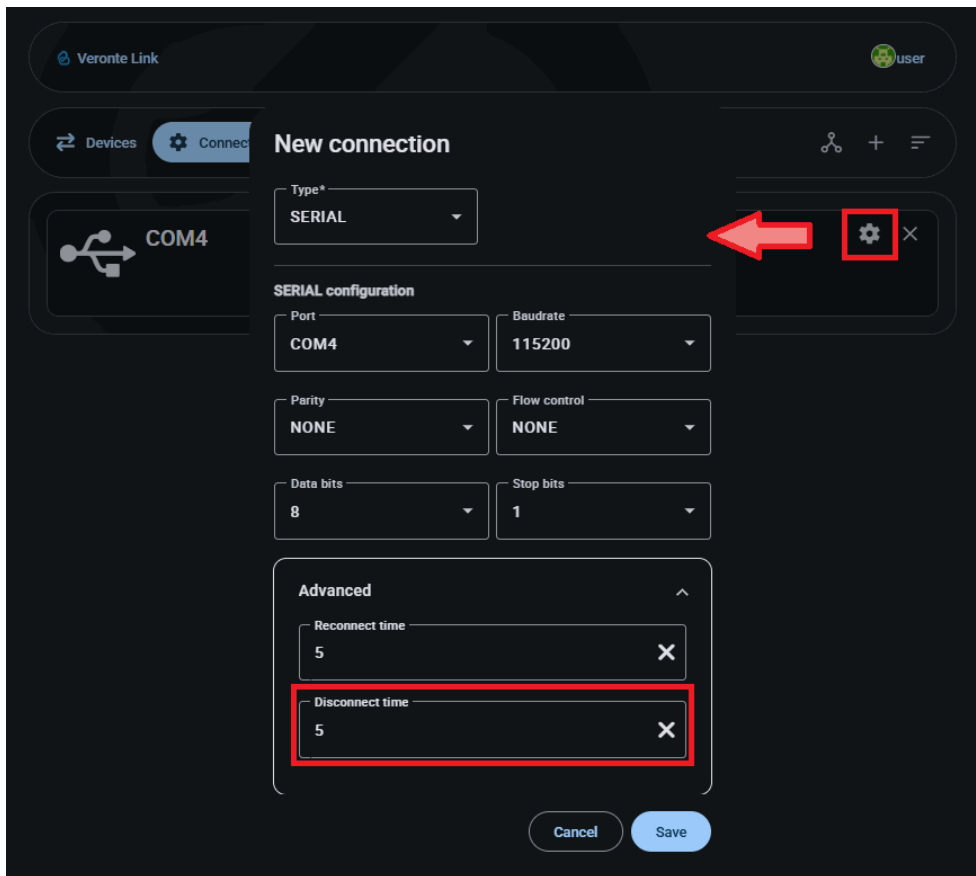 Veronte Link
user
Devices
Connec
New connection
Type*
SERIAL
COM4
SERIAL configuration
Port
COM4
Baudrate
115200
Parity
NONE
Flow control
NONE
Data bits
8
Stop bits
1
Advanced
Reconnect time
5
Disconnect time
5
Cancel
Save